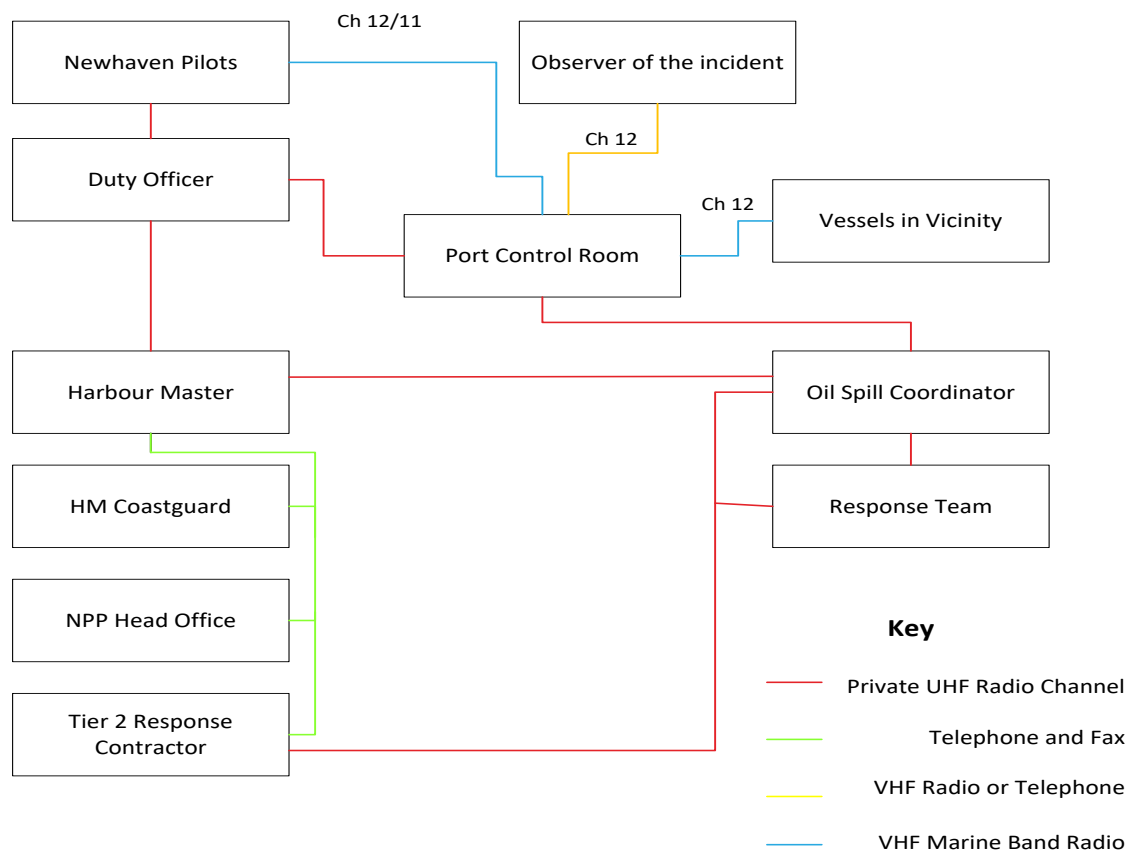 Ch 12/11
Newhaven Pilots
Observer of the incident
Ch 12
Duty Officer
Ch 12
Vessels in Vicinity
Port Control Room
Harbour Master
Oil Spill Coordinator
HM Coastguard
Response Team
NPP Head Office
Key
Private UHF Radio Channel
Tier 2 Response
Contractor
Telephone and Fax
VHF Radio or Telephone
VHF Marine Band Radio